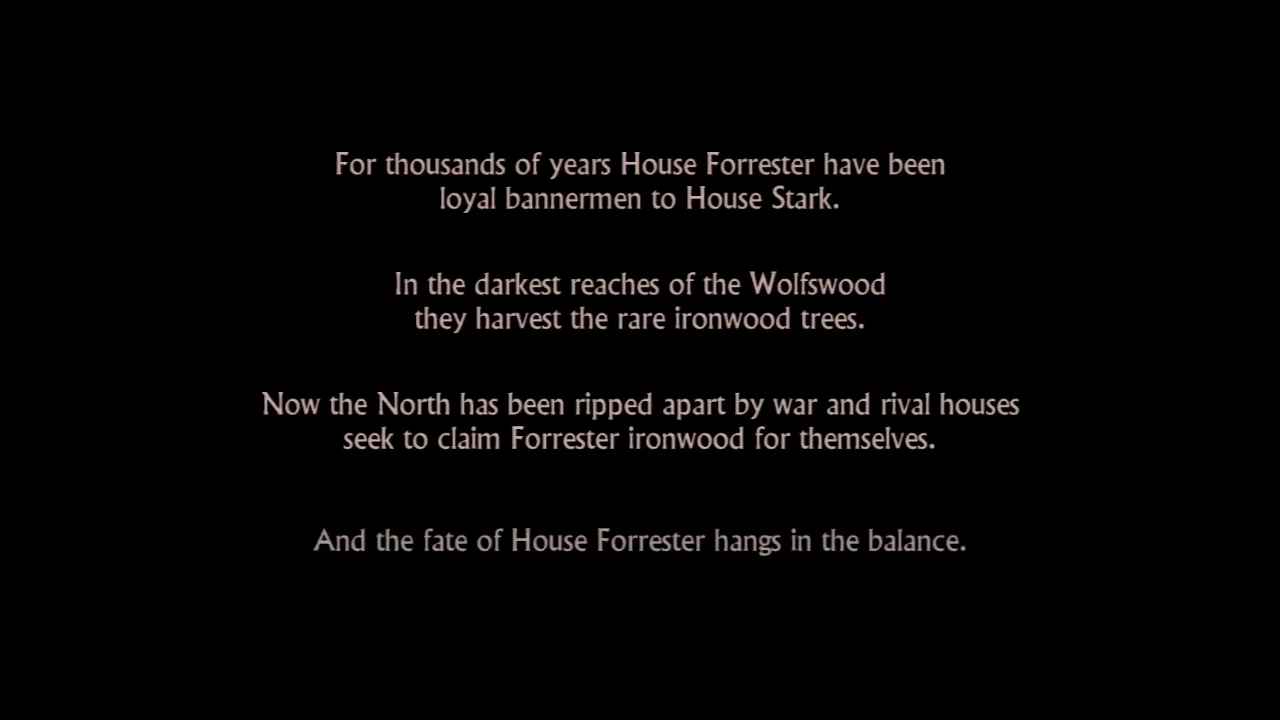 For thousands of years House Forrester have been
loyal bannermen to House Stark.
In the darkest reaches of the Wolfswood
they harvest the rare ironwood trees.
Now the North has been ripped apart by war and rival houses
seek to claim Forrester ironwood for themselves.
And the fate of House Forrester hangs in the balance.